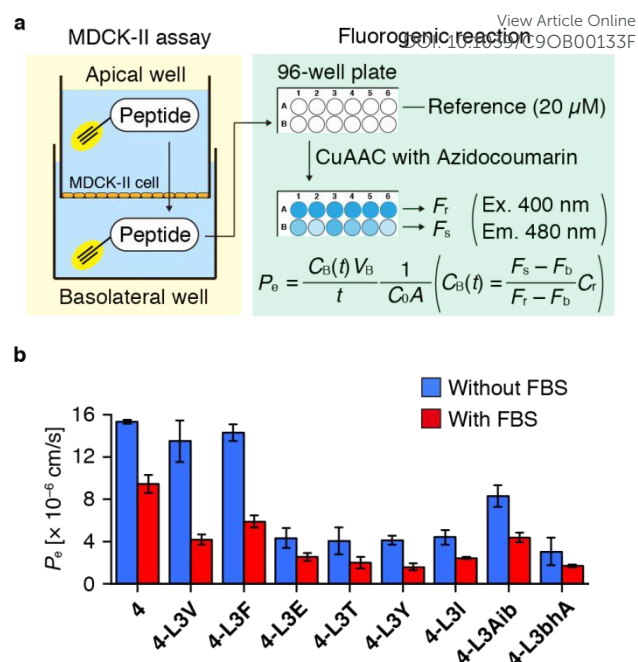 View Article Online
DOI: 10.1039/C9OB00133F
a
MDCK-II assay
Apical well
Peptide
MDCK-II cell
Peptide
Basolateral well
Fluorogenic reaction
96-well plate
1 2 3 4 5 6
A
B
Reference (20 µM)
CuAAC with Azidocoumarin
1 2 3 4 5 6
A
B
Fr
Fs
Ex. 400 nm
Em. 480 nm
Pe = CB(t) VB / t 1 / C0A ( CB(t) = Fs − Fb / Fr − Fb Cr )
b
Without FBS
With FBS
Pe [× 10⁻⁶ cm/s]
16
12
8
4
0
4
4-L3V
4-L3F
4-L3E
4-L3T
4-L3Y
4-L3I
4-L3Aib
4-L3bhA